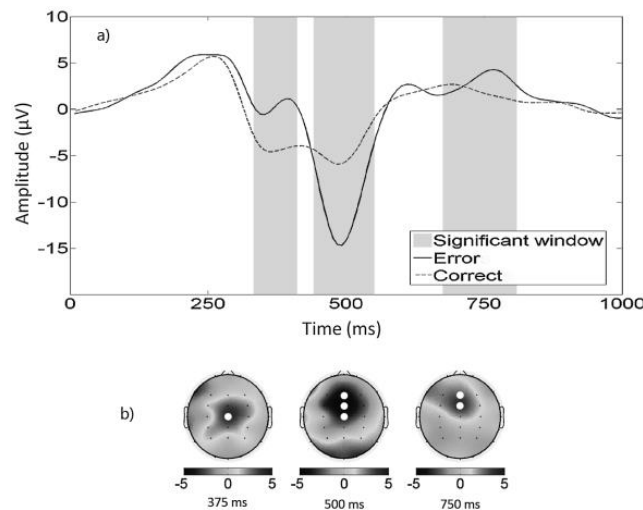 10
a)
5
0
-5
-10
-15
Amplitude (µV)
Significant window
Error
Correct
0 250 500 750 1000
Time (ms)
b)
-5 0 5 -5 0 5 -5 0 5
375 ms 500 ms 750 ms